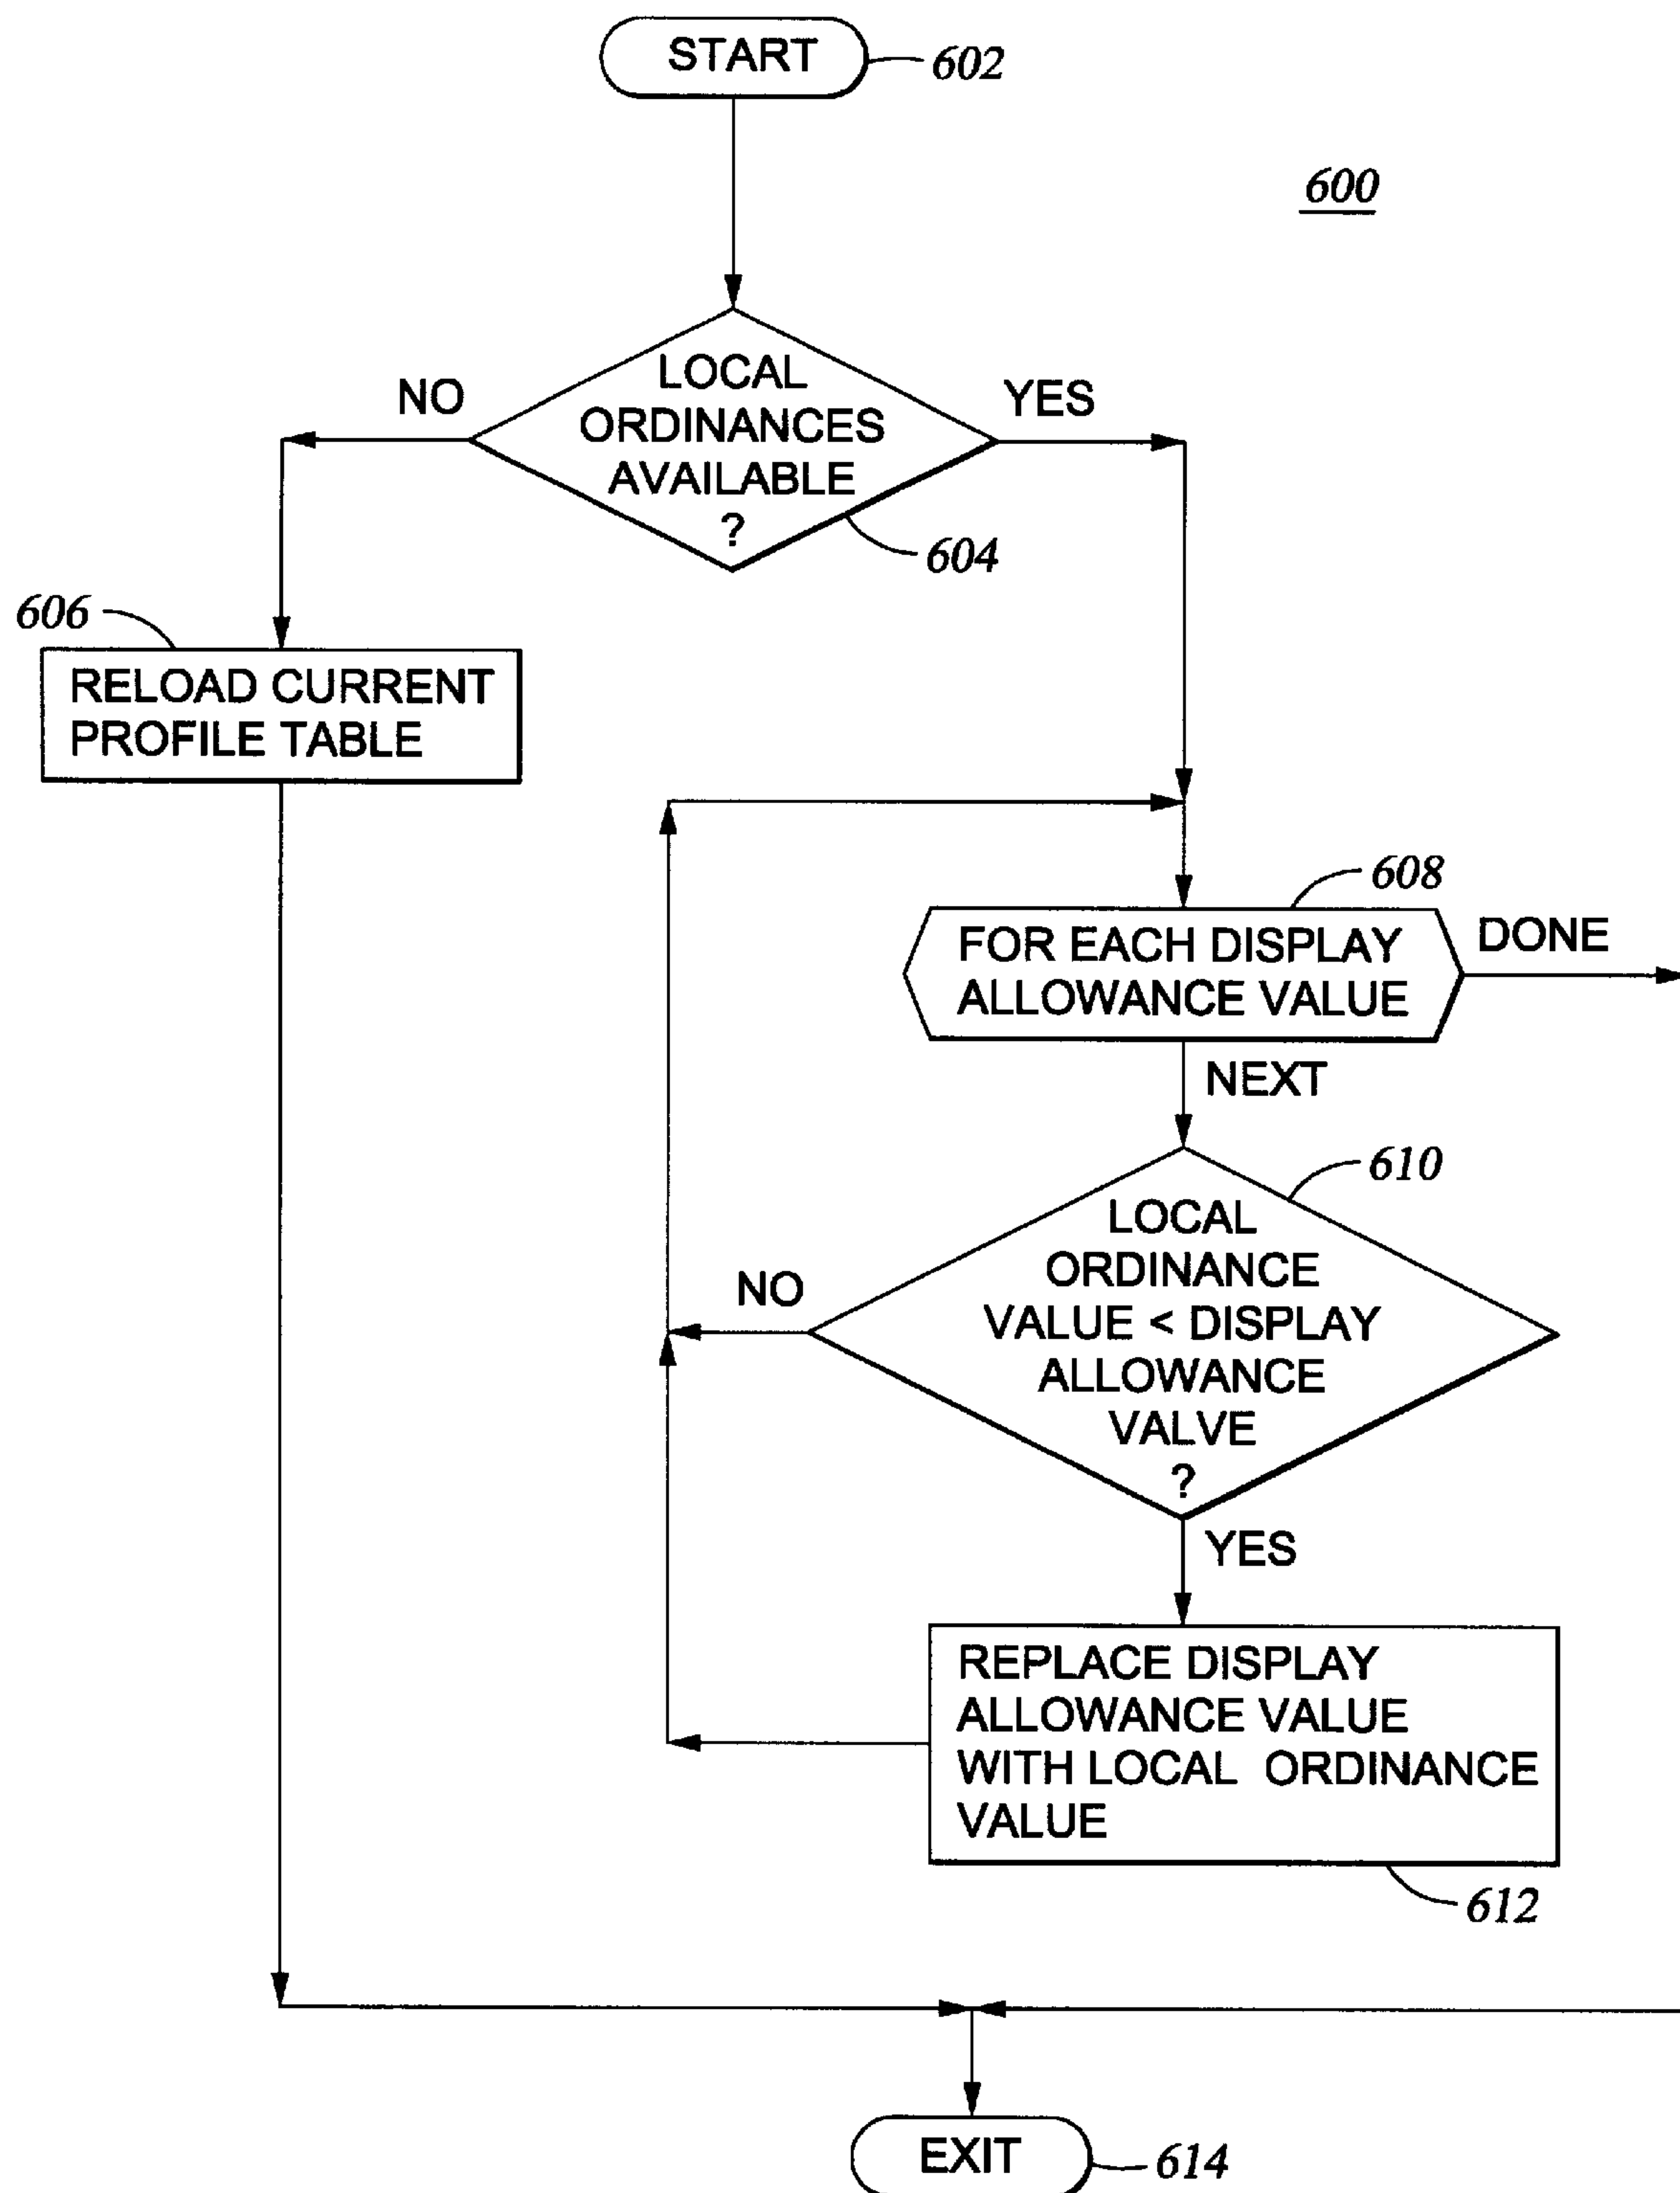 START
602
600
NO
LOCAL
ORDINANCES
AVAILABLE
?
YES
604
606
RELOAD CURRENT
PROFILE TABLE
608
FOR EACH DISPLAY
ALLOWANCE VALUE
DONE
NEXT
610
LOCAL
ORDINANCE
VALUE < DISPLAY
ALLOWANCE
VALVE
?
NO
YES
REPLACE DISPLAY
ALLOWANCE VALUE
WITH LOCAL ORDINANCE
VALUE
612
EXIT
614